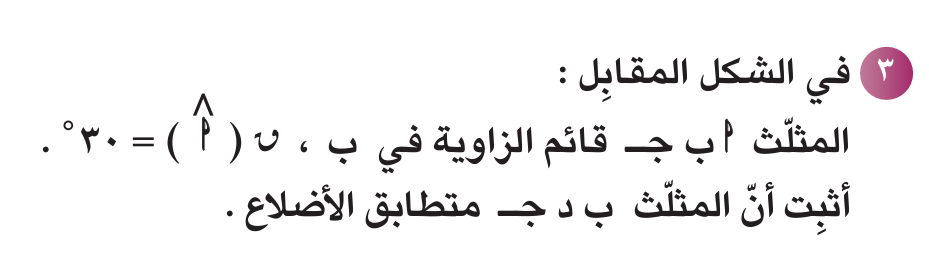 ٣ في الشكل المقابِل :
المثلّث أ ب جـ قائم الزاوية في ب ، ق ( أ^ ) = ٣٠° .
أثبِت أنّ المثلّث ب د جـ متطابق الأضلاع .